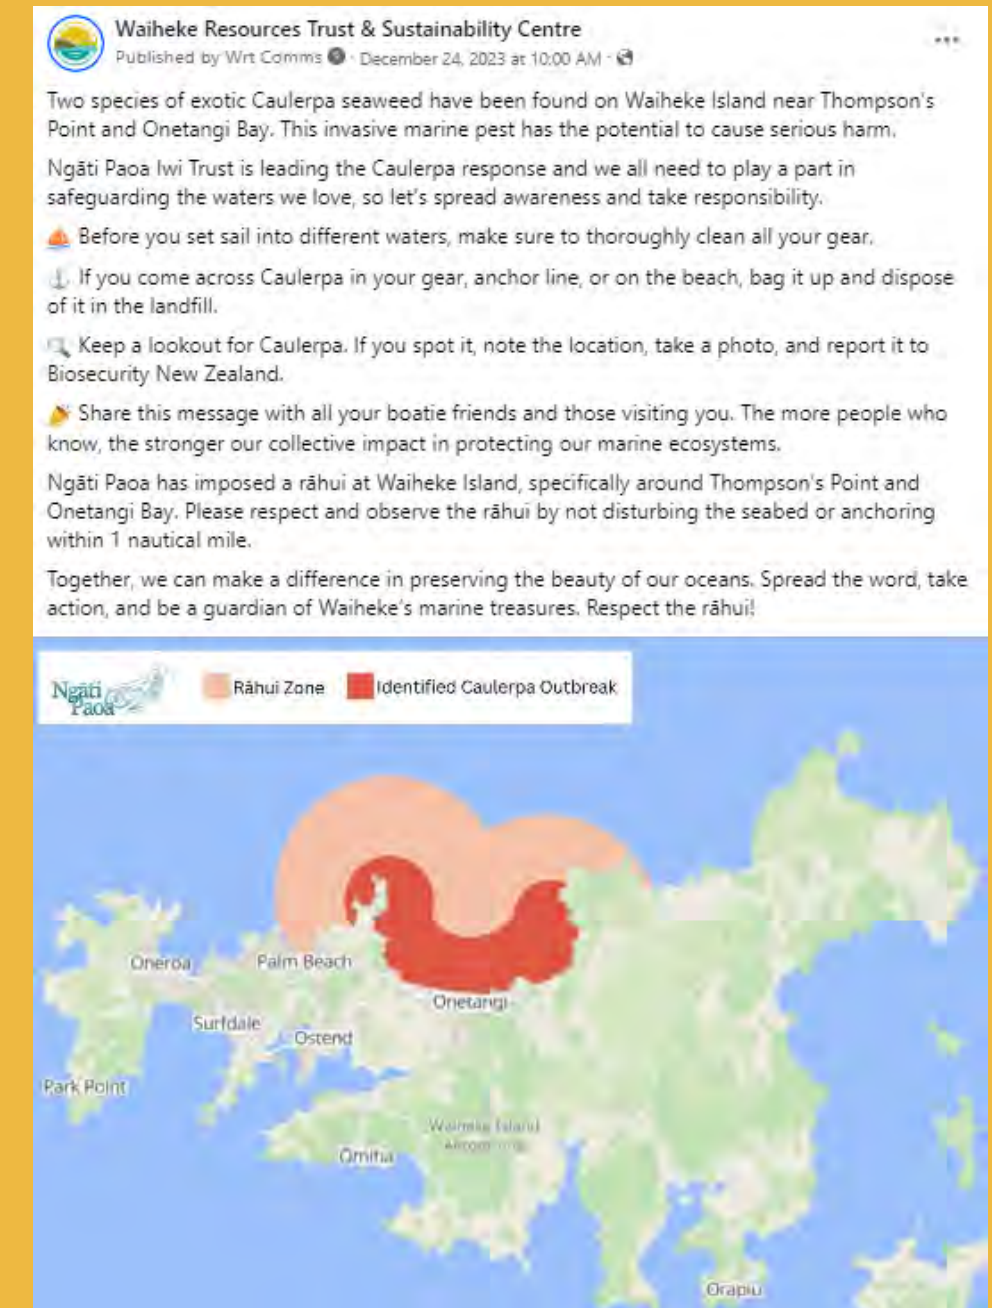 Waiheke Resources Trust & Sustainability Centre
Published by Wrt Comms · December 24, 2023 at 10:00 AM ·
Two species of exotic Caulerpa seaweed have been found on Waiheke Island near Thompson's
Point and Onetangi Bay. This invasive marine pest has the potential to cause serious harm.
Ngāti Paoa Iwi Trust is leading the Caulerpa response and we all need to play a part in
safeguarding the waters we love, so let's spread awareness and take responsibility.
Before you set sail into different waters, make sure to thoroughly clean all your gear.
If you come across Caulerpa in your gear, anchor line, or on the beach, bag it up and dispose
of it in the landfill.
Keep a lookout for Caulerpa. If you spot it, note the location, take a photo, and report it to
Biosecurity New Zealand.
Share this message with all your boatie friends and those visiting you. The more people who
know, the stronger our collective impact in protecting our marine ecosystems.
Ngāti Paoa has imposed a rāhui at Waiheke Island, specifically around Thompson's Point and
Onetangi Bay. Please respect and observe the rāhui by not disturbing the seabed or anchoring
within 1 nautical mile.
Together, we can make a difference in preserving the beauty of our oceans. Spread the word, take
action, and be a guardian of Waiheke's marine treasures. Respect the rāhui!
Ngāti
Paoa
Rāhui Zone
Identified Caulerpa Outbreak
Oneroa
Palm Beach
Onetangi
Surfdale
Ostend
Park Point
Waiheke Island
Omiha
Orapiu